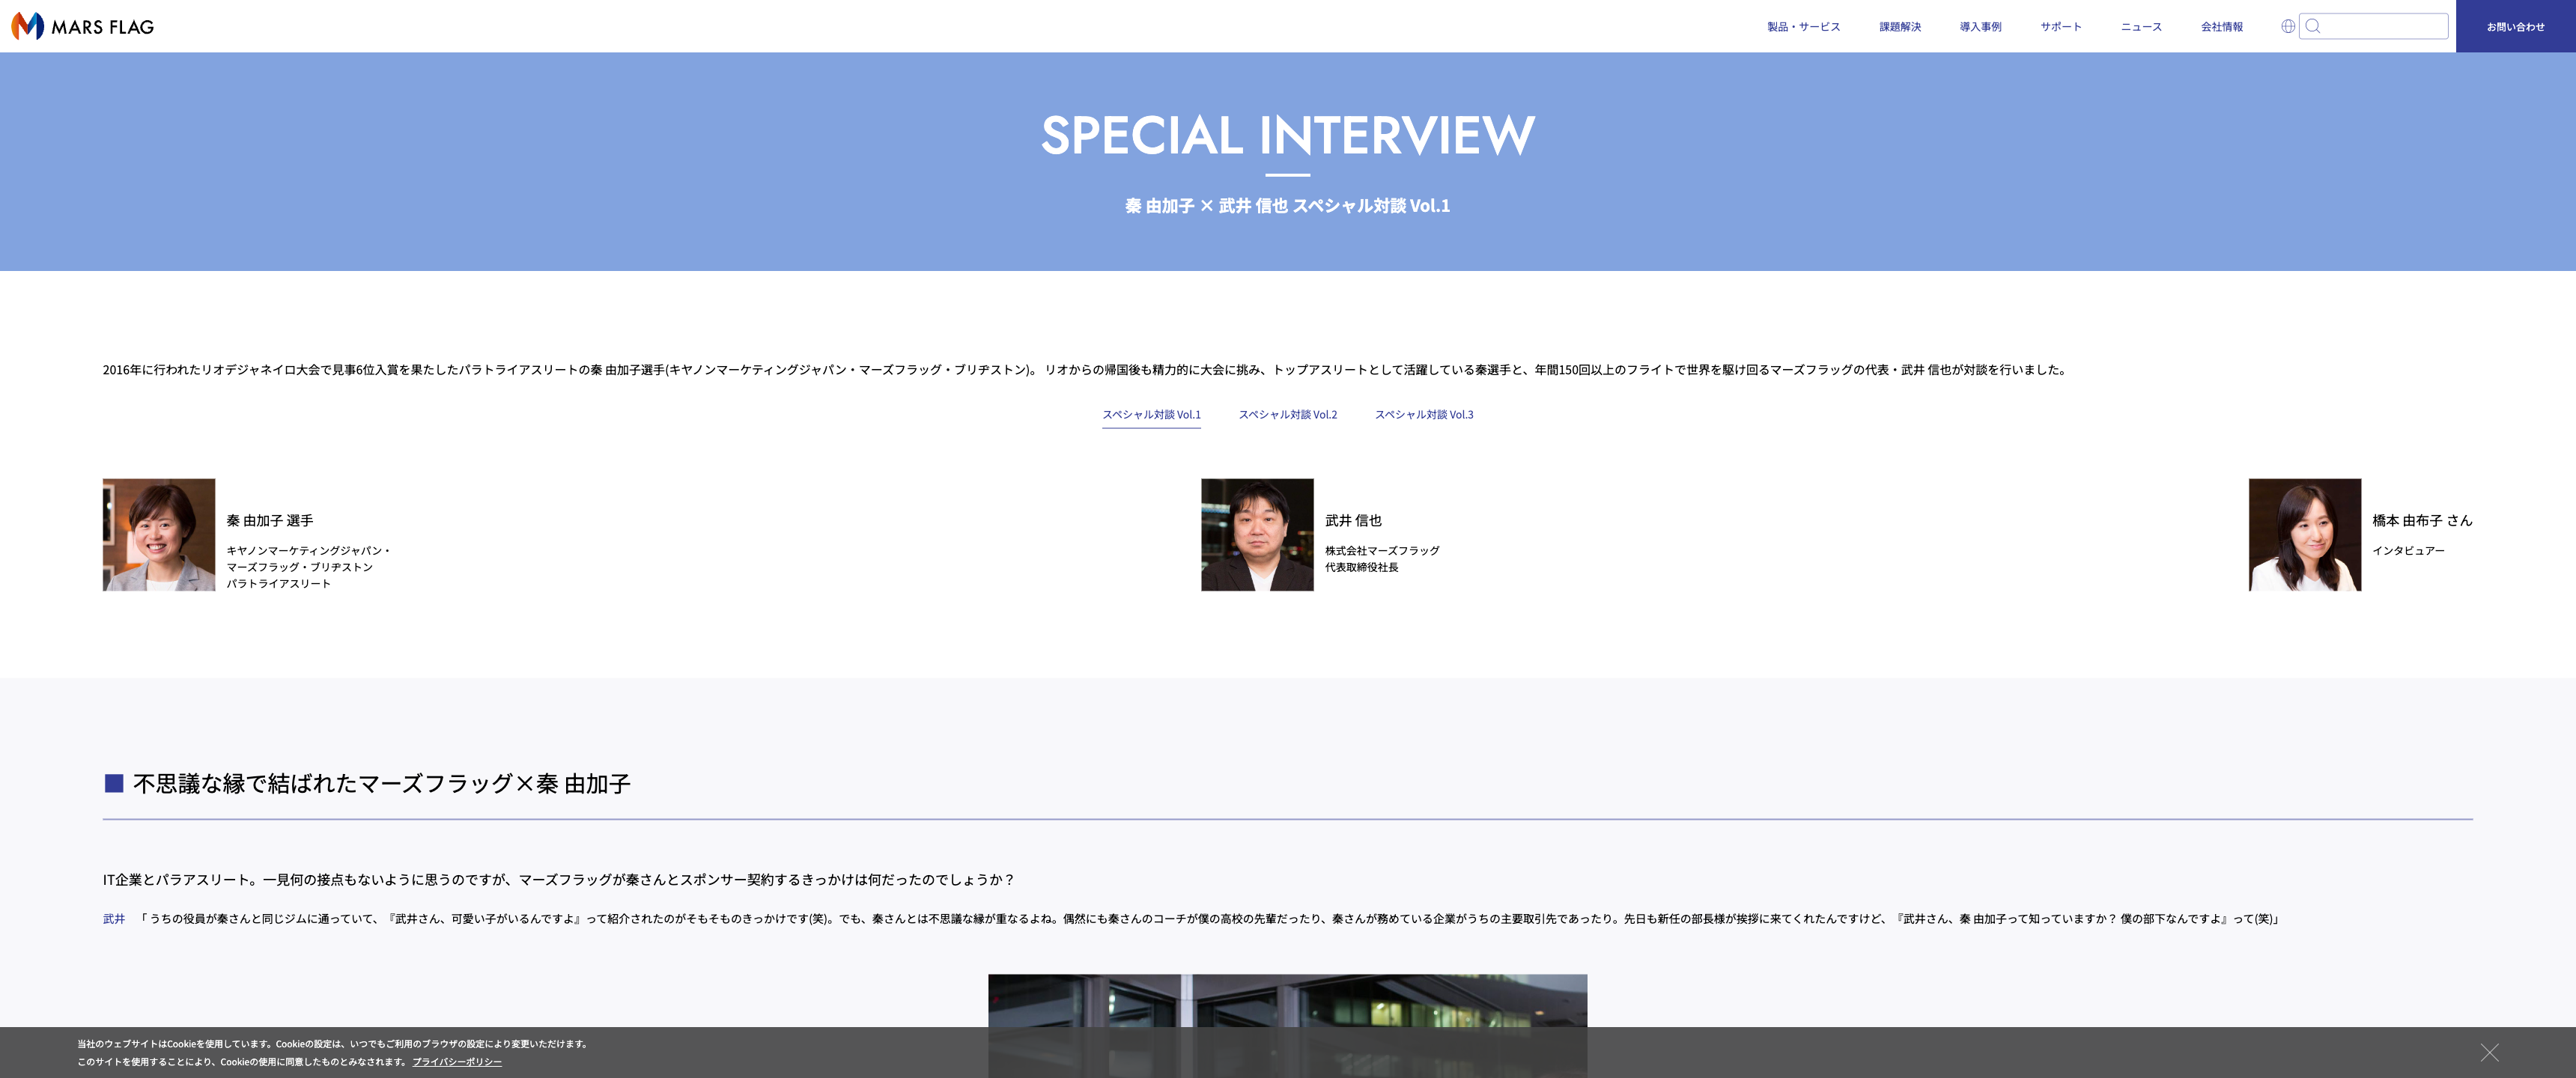 MARS FLAG
製品・サービス
課題解決
導入事例
サポート
ニュース
会社情報
お問い合わせ
SPECIAL INTERVIEW
秦 由加子 × 武井 信也 スペシャル対談 Vol.1
2016年に行われたリオデジャネイロ大会で見事6位入賞を果たしたパラトライアスリートの秦 由加子選手(キヤノンマーケティングジャパン・マーズフラッグ・ブリヂストン)。 リオからの帰国後も精力的に大会に挑み、トップアスリートとして活躍している秦選手と、年間150回以上のフライトで世界を駆け回るマーズフラッグの代表・武井 信也が対談を行いました。
スペシャル対談 Vol.1
スペシャル対談 Vol.2
スペシャル対談 Vol.3
秦 由加子 選手
キヤノンマーケティングジャパン・
マーズフラッグ・ブリヂストン
パラトライアスリート
武井 信也
株式会社マーズフラッグ
代表取締役社長
橋本 由布子 さん
インタビュアー
■ 不思議な縁で結ばれたマーズフラッグ×秦 由加子
IT企業とパラアスリート。一見何の接点もないように思うのですが、マーズフラッグが秦さんとスポンサー契約するきっかけは何だったのでしょうか？
武井 「 うちの役員が秦さんと同じジムに通っていて、『武井さん、可愛い子がいるんですよ』って紹介されたのがそもそものきっかけです(笑)。でも、秦さんとは不思議な縁が重なるよね。偶然にも秦さんのコーチが僕の高校の先輩だったり、秦さんが務めている企業がうちの主要取引先であったり。先日も新任の部長様が挨拶に来てくれたんですけど、『武井さん、秦 由加子って知っていますか？ 僕の部下なんですよ』って(笑)」
当社のウェブサイトはCookieを使用しています。Cookieの設定は、いつでもご利用のブラウザの設定により変更いただけます。
このサイトを使用することにより、Cookieの使用に同意したものとみなされます。 プライバシーポリシー